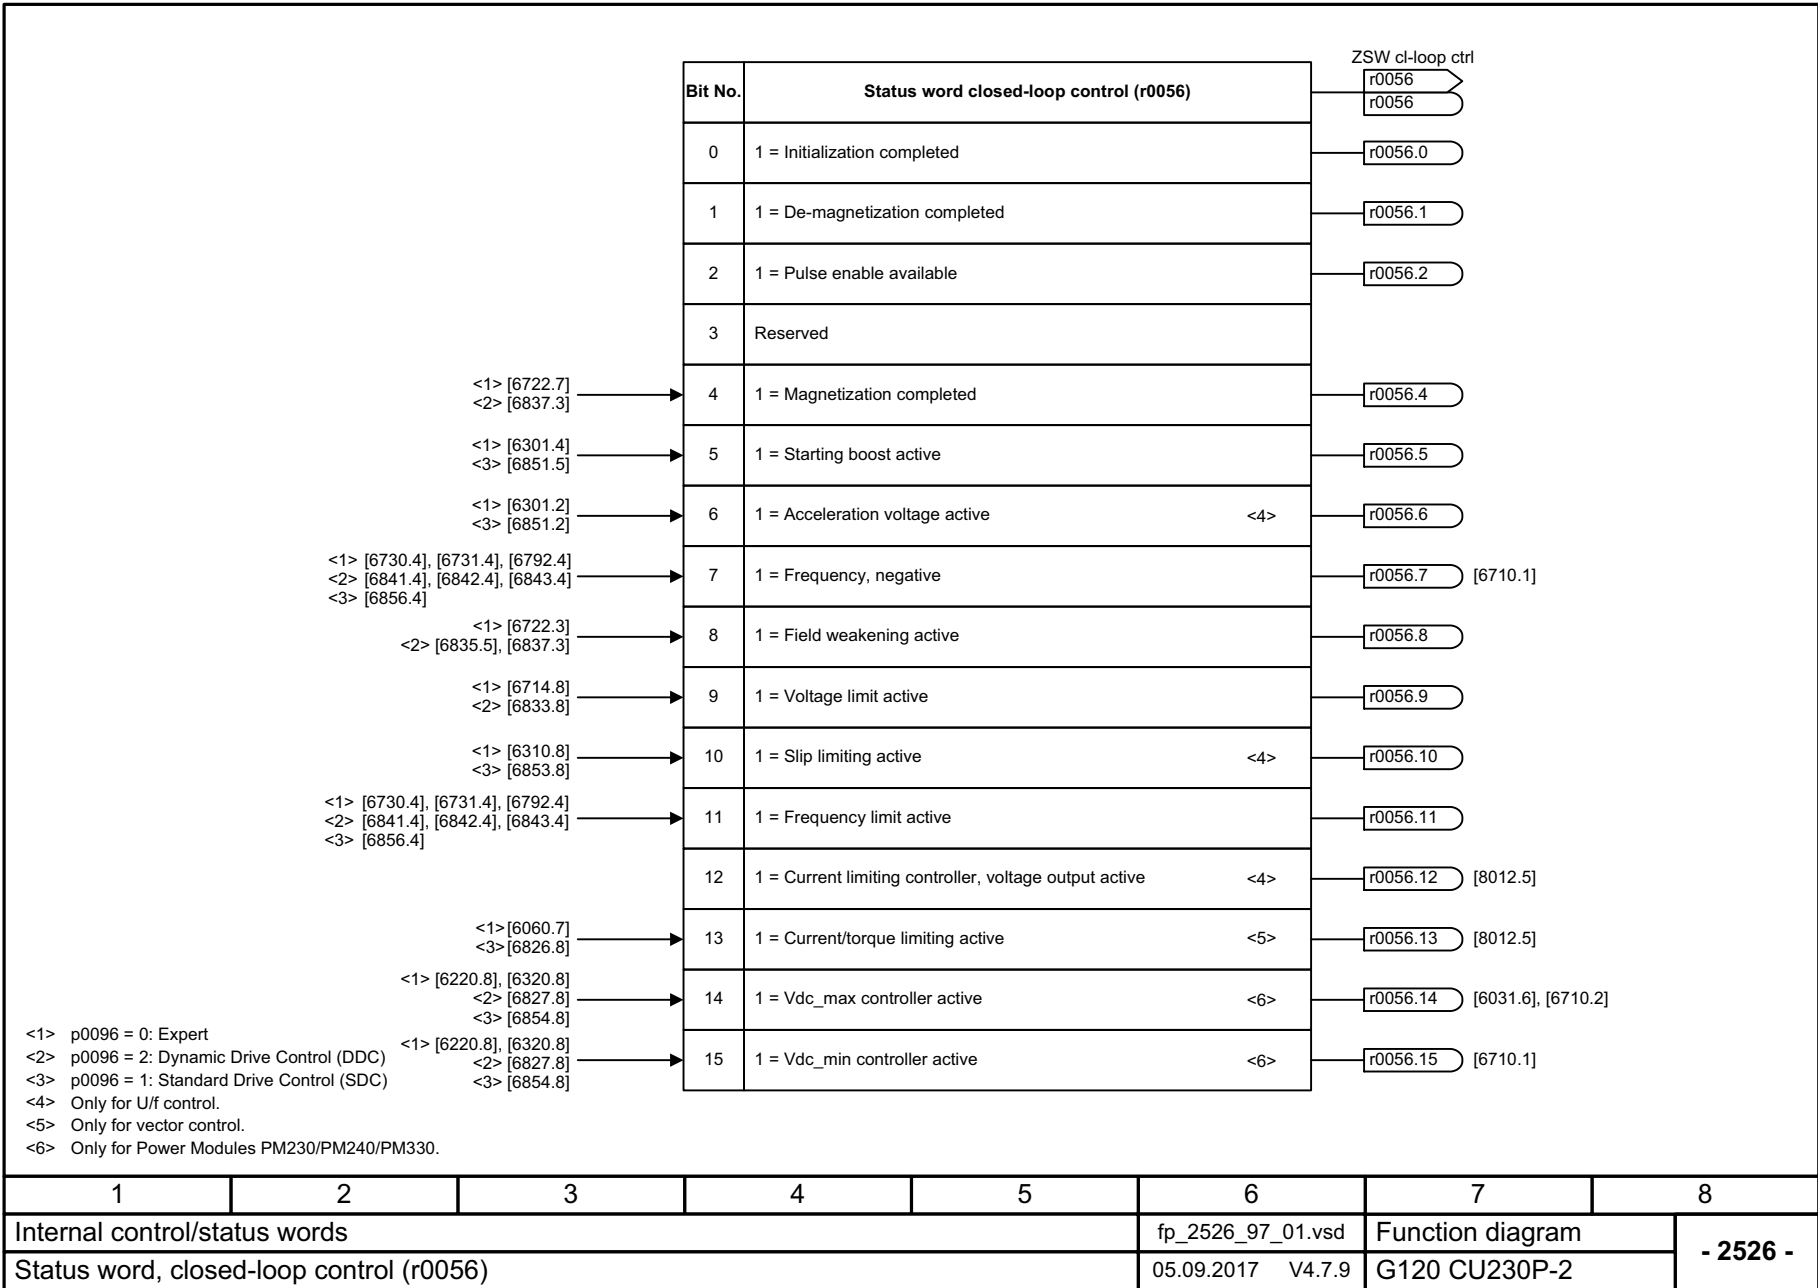 ZSW cl-loop ctrl
Bit No. Status word closed-loop control (r0056) r0056
r0056
0 1 = Initialization completed r0056.0
1 1 = De-magnetization completed r0056.1
2 1 = Pulse enable available r0056.2
3 Reserved
<1> [6722.7]
<2> [6837.3]
4 1 = Magnetization completed r0056.4
<1> [6301.4]
<3> [6851.5]
5 1 = Starting boost active r0056.5
<1> [6301.2]
<3> [6851.2]
6 1 = Acceleration voltage active <4> r0056.6
<1> [6730.4], [6731.4], [6792.4]
<2> [6841.4], [6842.4], [6843.4]
<3> [6856.4]
7 1 = Frequency, negative r0056.7 [6710.1]
<1> [6722.3]
<2> [6835.5], [6837.3]
8 1 = Field weakening active r0056.8
<1> [6714.8]
<2> [6833.8]
9 1 = Voltage limit active r0056.9
<1> [6310.8]
<3> [6853.8]
10 1 = Slip limiting active <4> r0056.10
<1> [6730.4], [6731.4], [6792.4]
<2> [6841.4], [6842.4], [6843.4]
<3> [6856.4]
11 1 = Frequency limit active r0056.11
12 1 = Current limiting controller, voltage output active <4> r0056.12 [8012.5]
<1>[6060.7]
<3>[6826.8]
13 1 = Current/torque limiting active <5> r0056.13 [8012.5]
<1> [6220.8], [6320.8]
<2> [6827.8]
<3> [6854.8]
14 1 = Vdc_max controller active <6> r0056.14 [6031.6], [6710.2]
<1> [6220.8], [6320.8]
<2> [6827.8]
<3> [6854.8]
15 1 = Vdc_min controller active <6> r0056.15 [6710.1]
<1> p0096 = 0: Expert
<2> p0096 = 2: Dynamic Drive Control (DDC)
<3> p0096 = 1: Standard Drive Control (SDC)
<4> Only for U/f control.
<5> Only for vector control.
<6> Only for Power Modules PM230/PM240/PM330.
1 2 3 4 5 6 7 8
Internal control/status words fp_2526_97_01.vsd Function diagram
- 2526 -
Status word, closed-loop control (r0056) 05.09.2017 V4.7.9 G120 CU230P-2